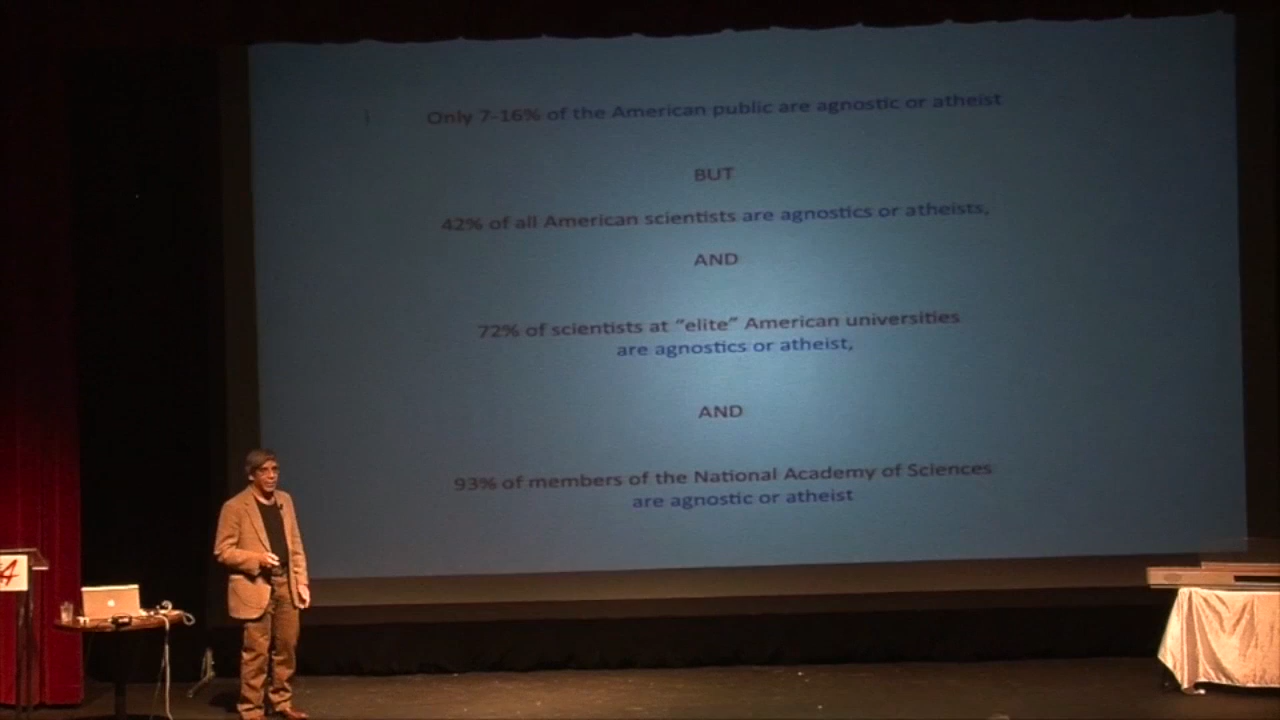 Only 7-16% of the American public are agnostic or atheist
BUT
42% of all American scientists are agnostics or atheists,
AND
72% of scientists at “elite” American universities
are agnostics or atheist,
AND
93% of members of the National Academy of Sciences
are agnostic or atheist
A